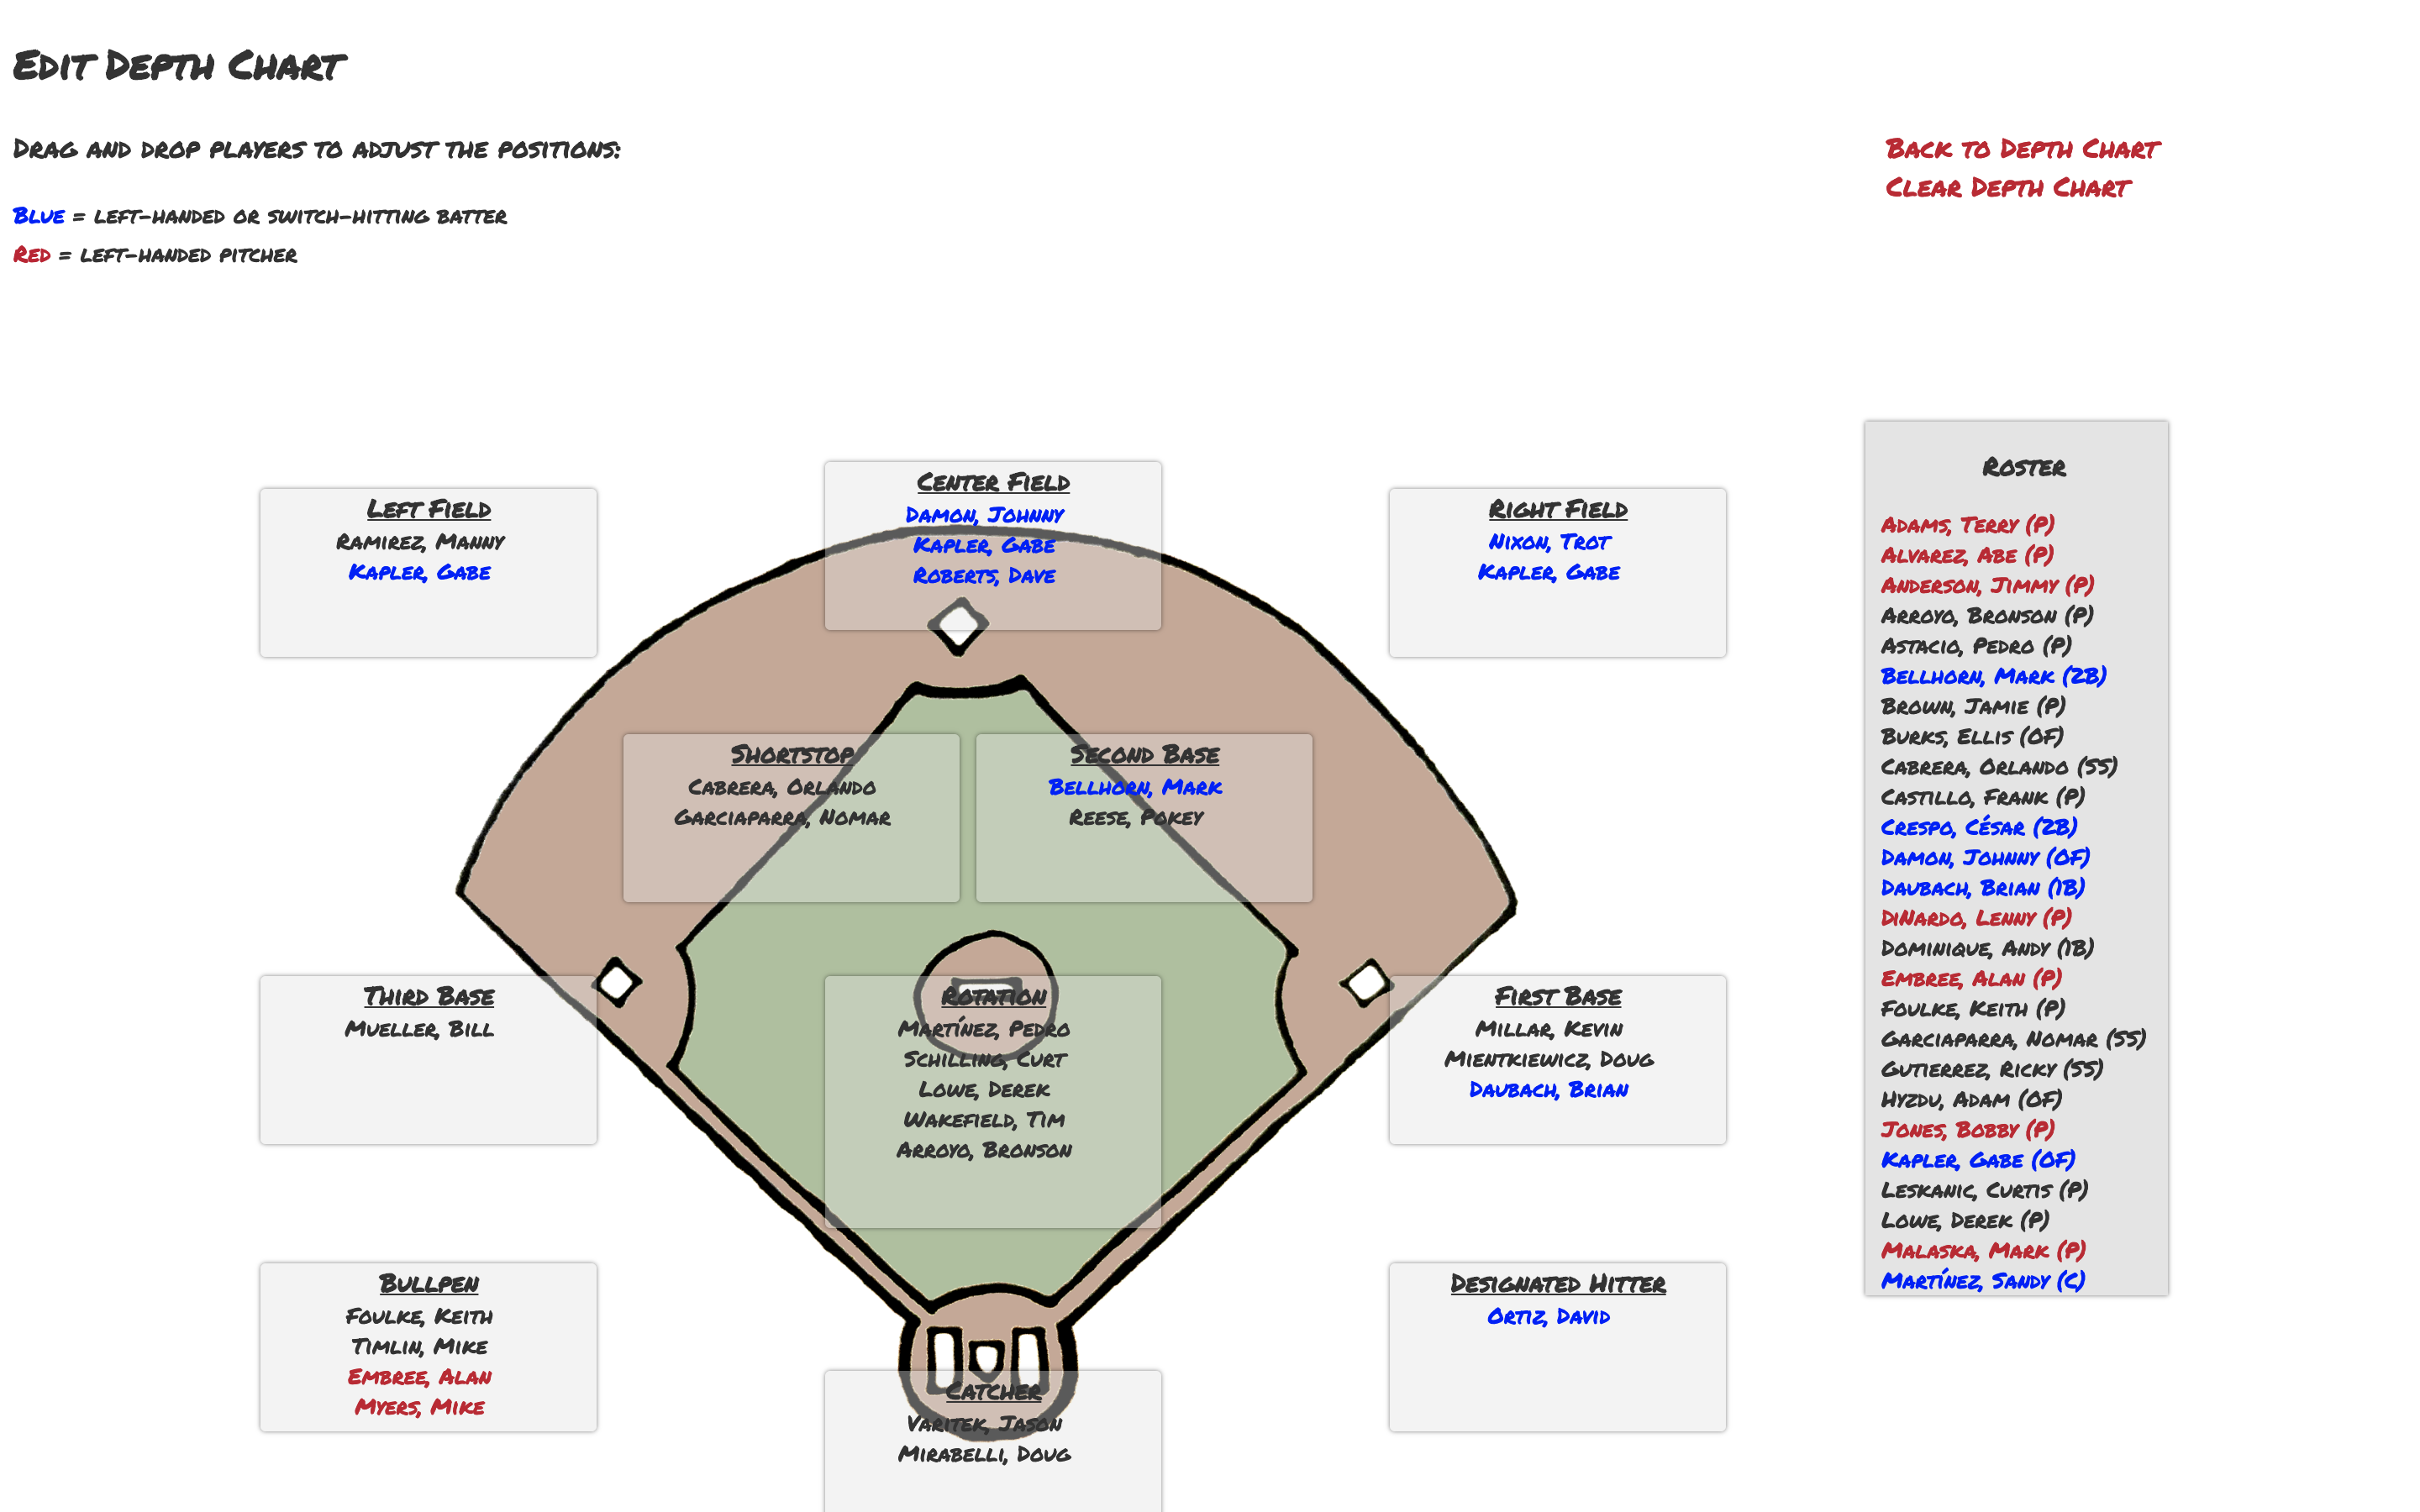 Edit Depth Chart
Drag and drop players to adjust the positions:
Blue = left-handed or switch-hitting batter
Red = left-handed pitcher
Back to Depth Chart
Clear Depth Chart
Left Field
Ramirez, Manny
Kapler, Gabe
Center Field
Damon, Johnny
Kapler, Gabe
Roberts, Dave
Right Field
Nixon, Trot
Kapler, Gabe
Shortstop
Cabrera, Orlando
Garciaparra, Nomar
Second Base
Bellhorn, Mark
Reese, Pokey
Third Base
Mueller, Bill
Rotation
Martínez, Pedro
Schilling, Curt
Lowe, Derek
Wakefield, Tim
Arroyo, Bronson
First Base
Millar, Kevin
Mientkiewicz, Doug
Daubach, Brian
Bullpen
Foulke, Keith
Timlin, Mike
Embree, Alan
Myers, Mike
Catcher
Varitek, Jason
Mirabelli, Doug
Designated Hitter
Ortiz, David
Roster
Adams, Terry (P)
Alvarez, Abe (P)
Anderson, Jimmy (P)
Arroyo, Bronson (P)
Astacio, Pedro (P)
Bellhorn, Mark (2B)
Brown, Jamie (P)
Burks, Ellis (OF)
Cabrera, Orlando (SS)
Castillo, Frank (P)
Crespo, César (2B)
Damon, Johnny (OF)
Daubach, Brian (1B)
DiNardo, Lenny (P)
Dominique, Andy (1B)
Embree, Alan (P)
Foulke, Keith (P)
Garciaparra, Nomar (SS)
Gutierrez, Ricky (SS)
Hyzdu, Adam (OF)
Jones, Bobby (P)
Kapler, Gabe (OF)
Leskanic, Curtis (P)
Lowe, Derek (P)
Malaska, Mark (P)
Martínez, Sandy (C)